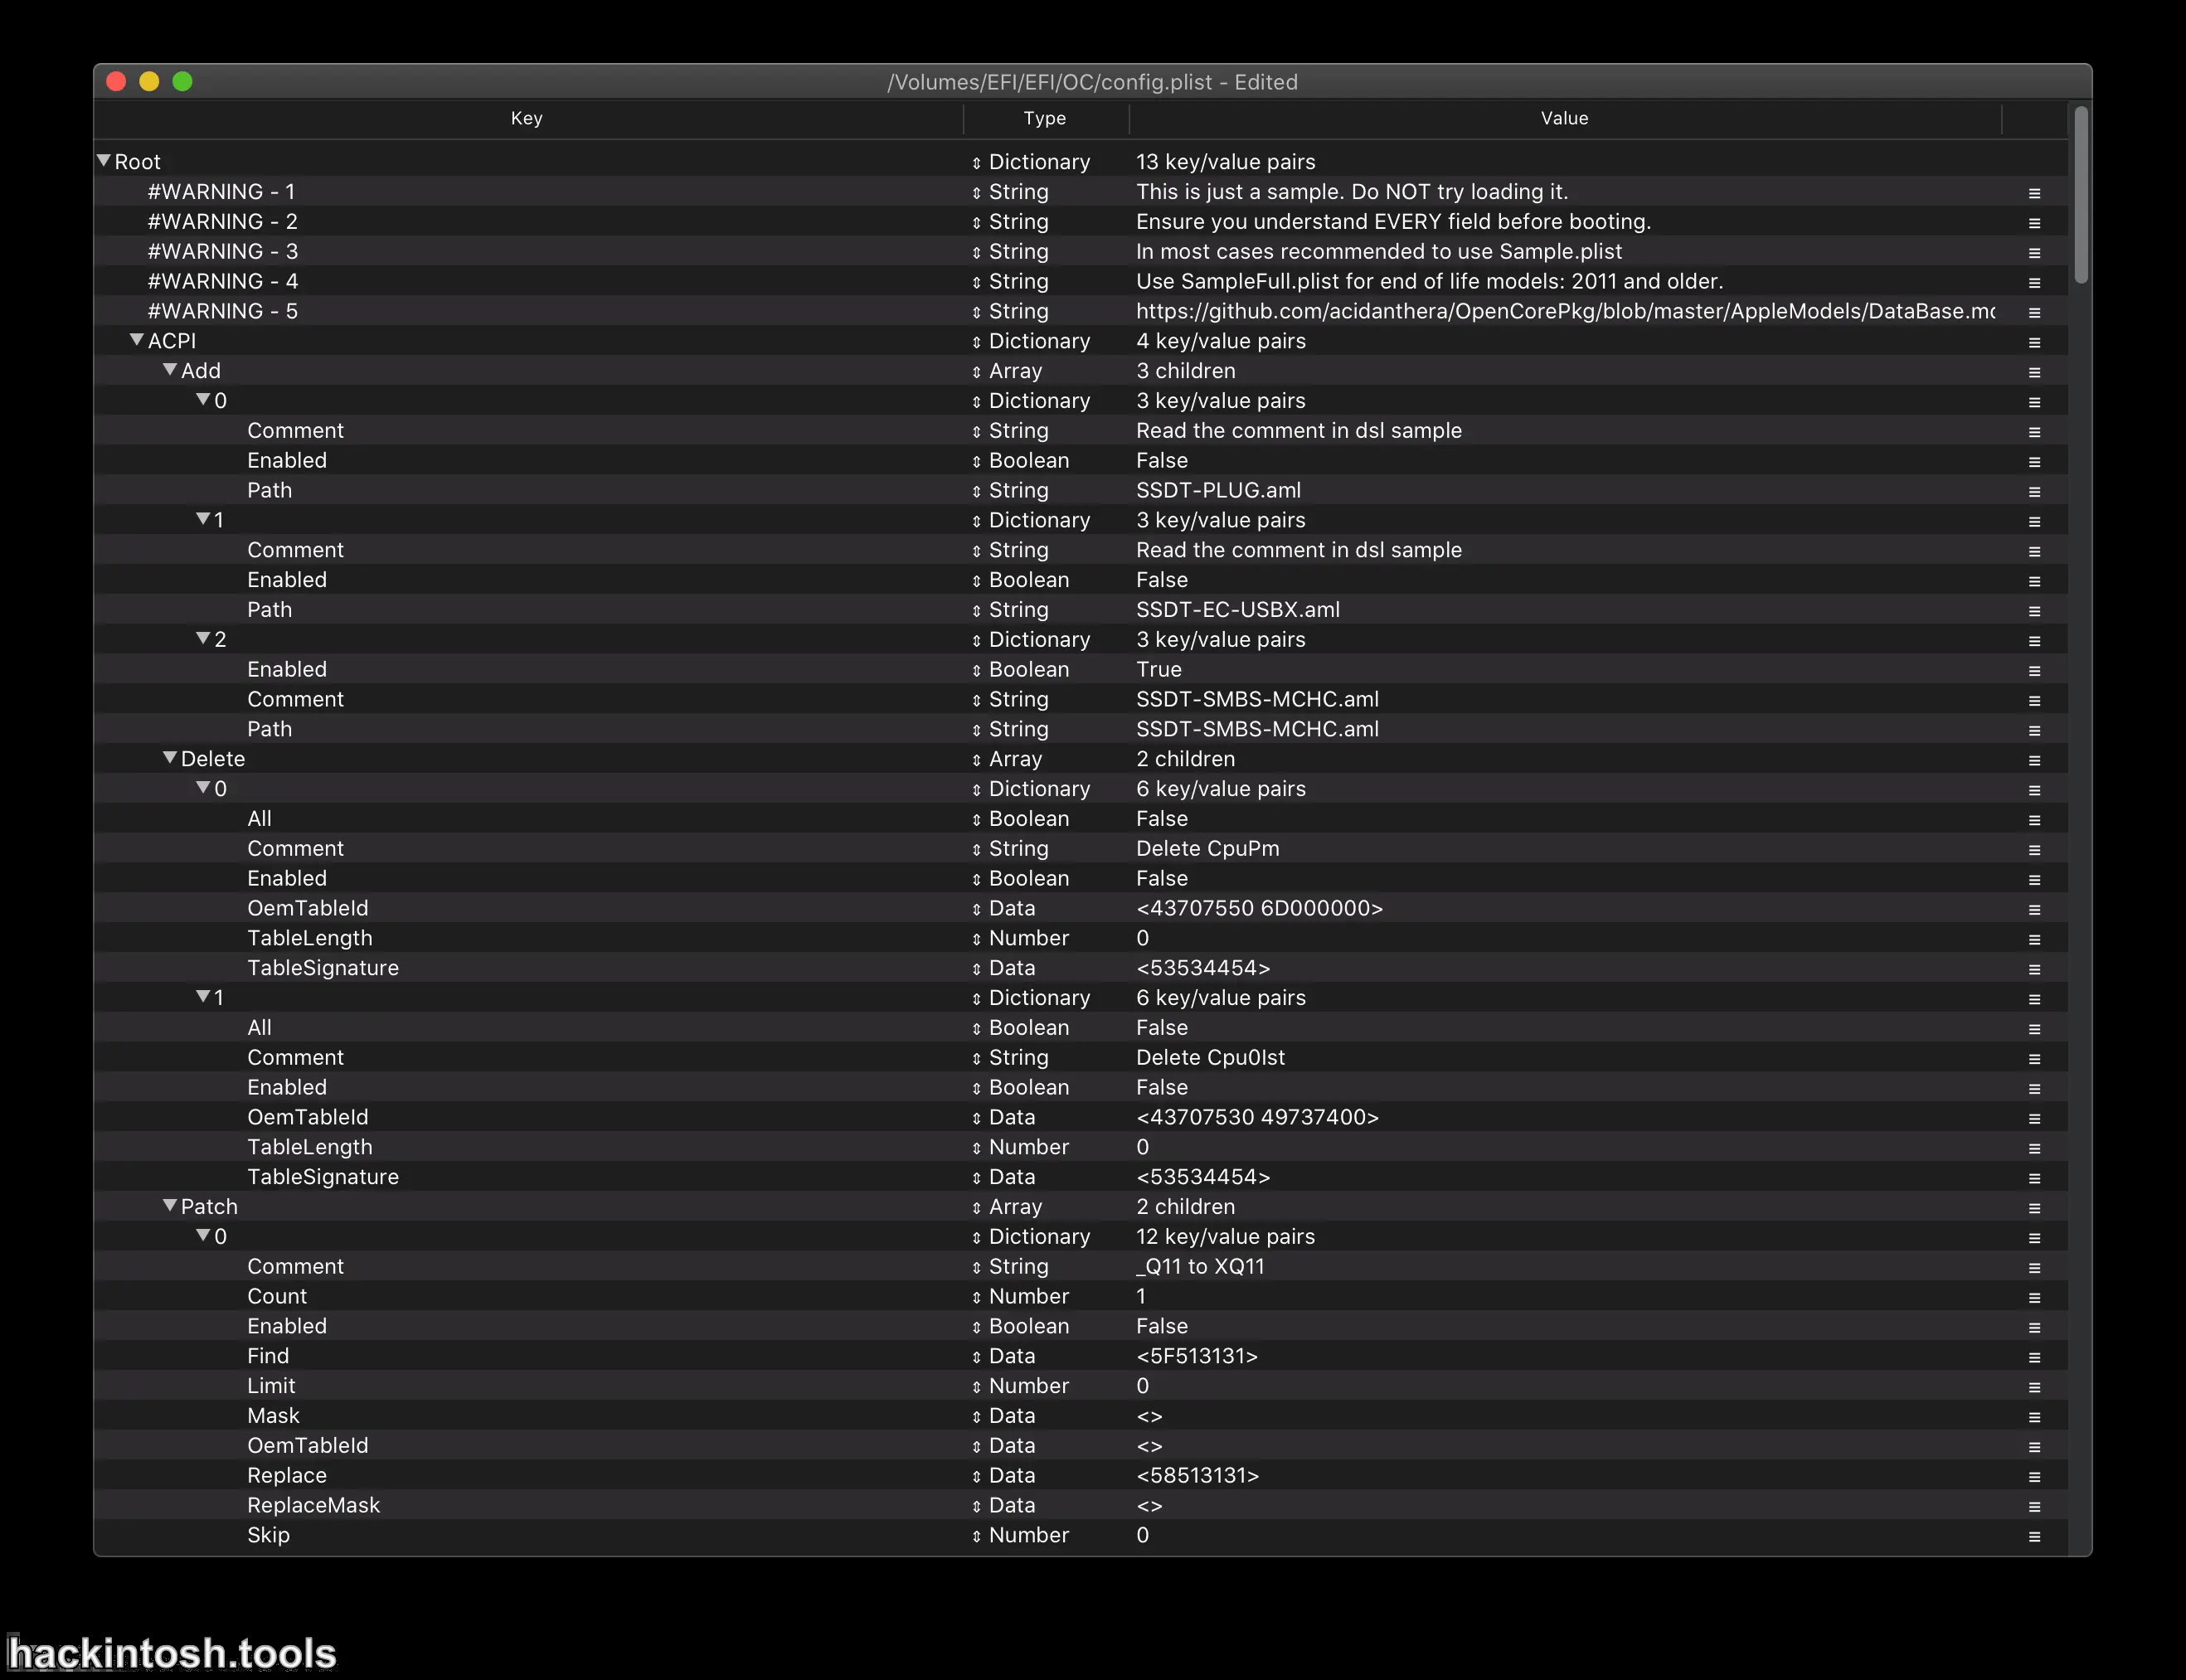 /Volumes/EFI/EFI/OC/config.plist - Edited
Key Type Value
Root Dictionary 13 key/value pairs
#WARNING - 1 String This is just a sample. Do NOT try loading it.
#WARNING - 2 String Ensure you understand EVERY field before booting.
#WARNING - 3 String In most cases recommended to use Sample.plist
#WARNING - 4 String Use SampleFull.plist for end of life models: 2011 and older.
#WARNING - 5 String https://github.com/acidanthera/OpenCorePkg/blob/master/AppleModels/DataBase.mc
ACPI Dictionary 4 key/value pairs
Add Array 3 children
0 Dictionary 3 key/value pairs
Comment String Read the comment in dsl sample
Enabled Boolean False
Path String SSDT-PLUG.aml
1 Dictionary 3 key/value pairs
Comment String Read the comment in dsl sample
Enabled Boolean False
Path String SSDT-EC-USBX.aml
2 Dictionary 3 key/value pairs
Enabled Boolean True
Comment String SSDT-SMBS-MCHC.aml
Path String SSDT-SMBS-MCHC.aml
Delete Array 2 children
0 Dictionary 6 key/value pairs
All Boolean False
Comment String Delete CpuPm
Enabled Boolean False
OemTableId Data <43707550 6D000000>
TableLength Number 0
TableSignature Data <53534454>
1 Dictionary 6 key/value pairs
All Boolean False
Comment String Delete Cpu0Ist
Enabled Boolean False
OemTableId Data <43707530 49737400>
TableLength Number 0
TableSignature Data <53534454>
Patch Array 2 children
0 Dictionary 12 key/value pairs
Comment String _Q11 to XQ11
Count Number 1
Enabled Boolean False
Find Data <5F513131>
Limit Number 0
Mask Data <>
OemTableId Data <>
Replace Data <58513131>
ReplaceMask Data <>
Skip Number 0
hackintosh.tools